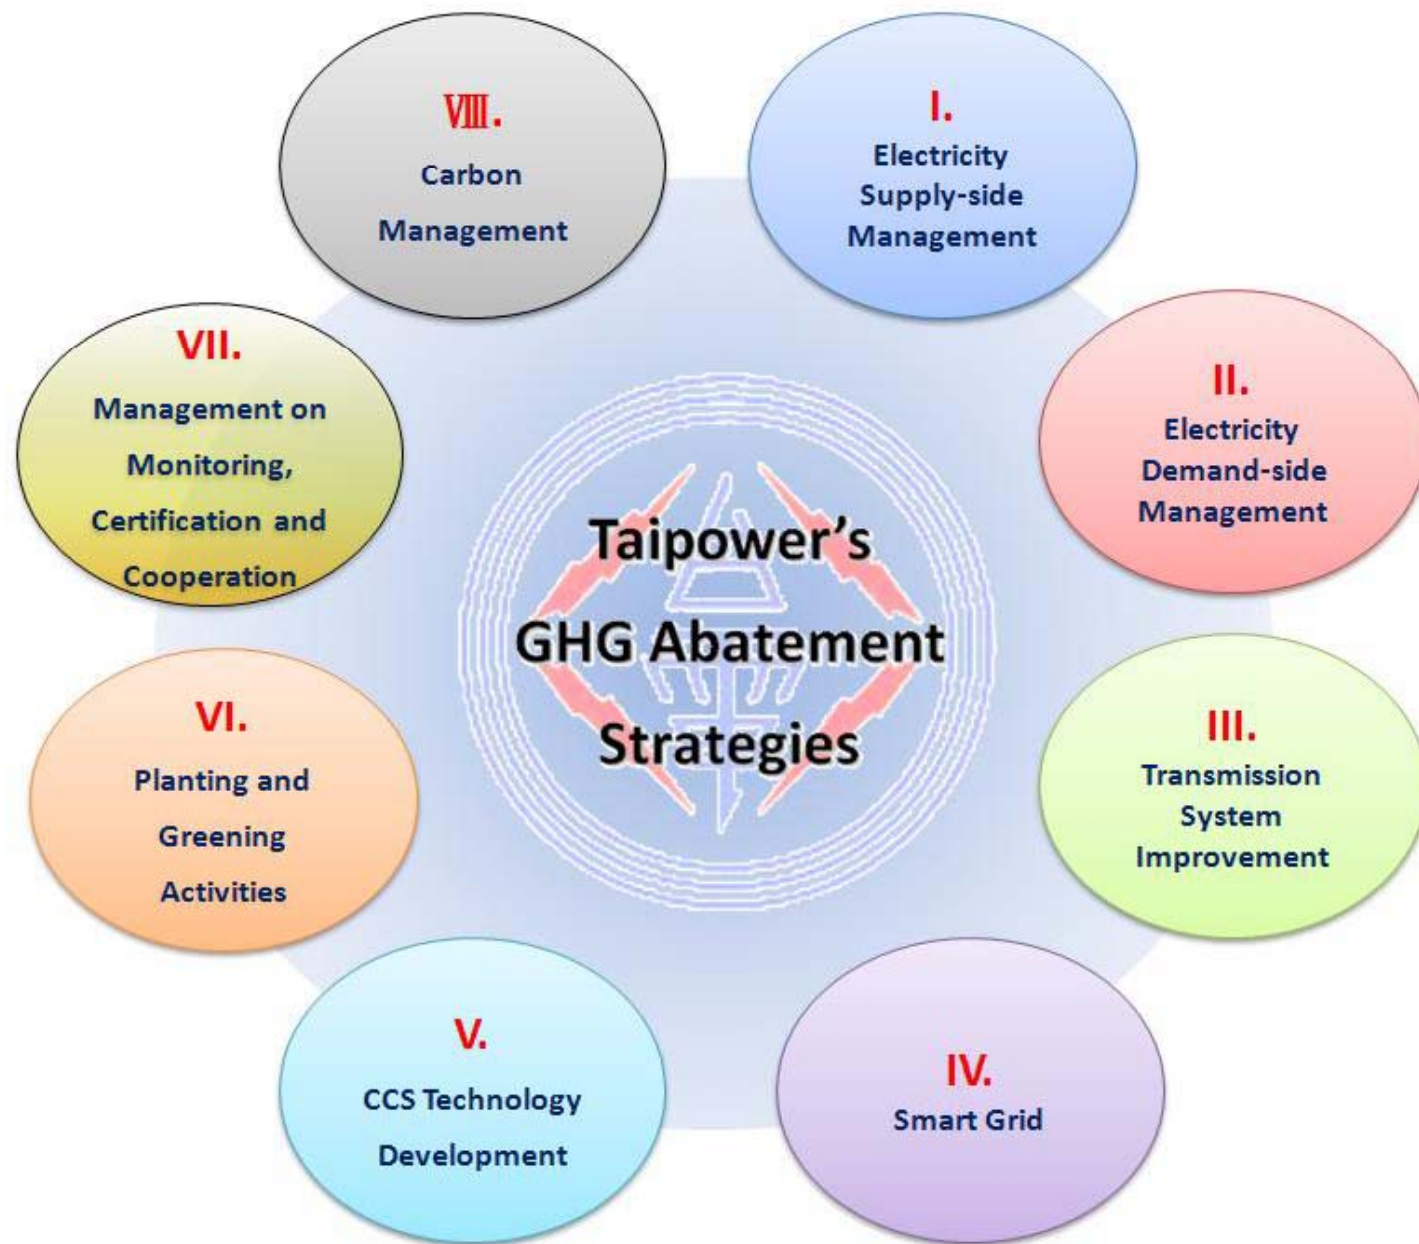 Taipower’s
GHG Abatement
Strategies
I.
Electricity
Supply-side
Management
II.
Electricity
Demand-side
Management
III.
Transmission
System
Improvement
IV.
Smart Grid
V.
CCS Technology
Development
VI.
Planting and
Greening
Activities
VII.
Management on
Monitoring,
Certification and
Cooperation
Ⅷ.
Carbon
Management